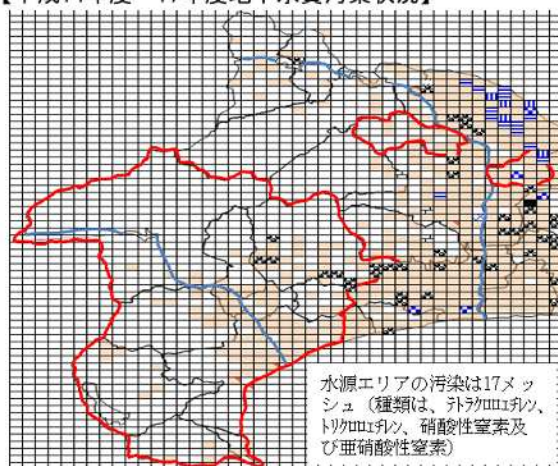 水源エリアの汚染は17メッ
シュ（種類は、テトラクロロエチレン、
トリクロロエチレン、硝酸性窒素及
び亜硝酸性窒素）